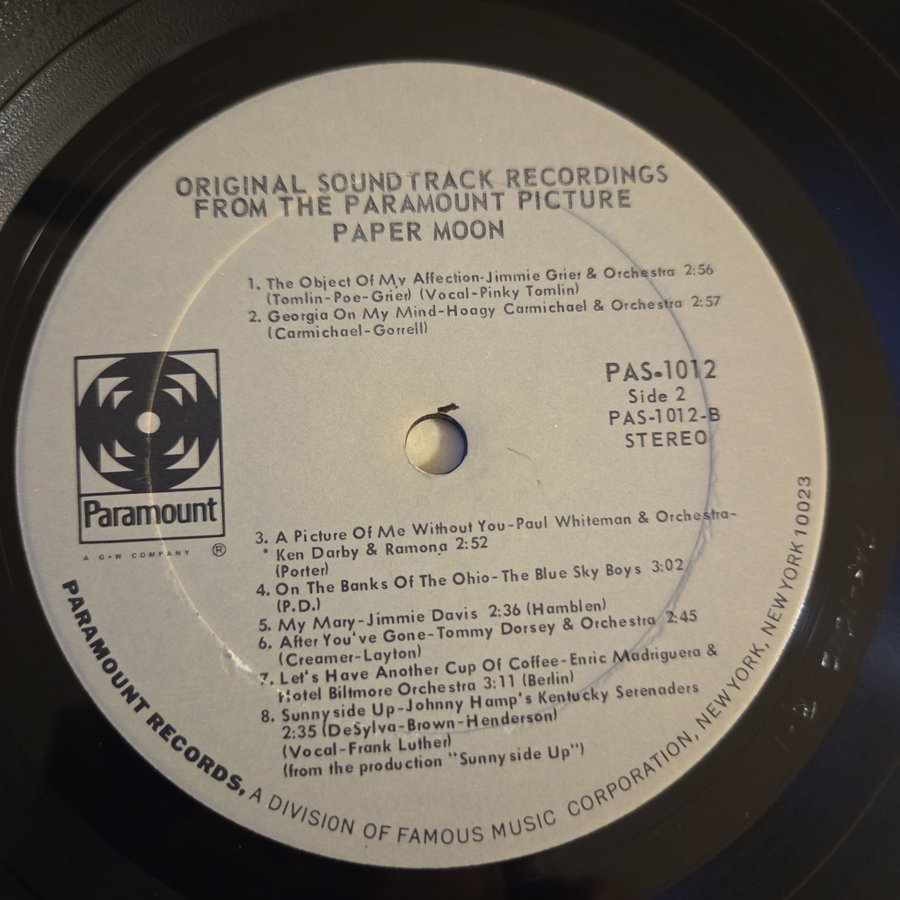 ORIGINAL SOUNDTRACK RECORDINGS
FROM THE PARAMOUNT PICTURE
PAPER MOON
1. The Object Of My Affection-Jimmie Grier & Orchestra 2:56
(Tomlin-Poe-Grier) (Vocal-Pinky Tomlin)
2. Georgia On My Mind-Hoagy Carmichael & Orchestra 2:57
(Carmichael-Gorrell)
PAS-1012
Side 2
PAS-1012-B
STEREO
Paramount
®
A G+W COMPANY
3. A Picture Of Me Without You-Paul Whiteman & Orchestra-
Ken Darby & Ramona 2:52
(Porter)
4. On The Banks Of The Ohio-The Blue Sky Boys 3:02
(P.D.)
5. My Mary-Jimmie Davis 2:36 (Hamblen)
6. After You've Gone-Tommy Dorsey & Orchestra 2:45
(Creamer-Layton)
7. Let's Have Another Cup Of Coffee-Enric Madriguera &
Hotel Biltmore Orchestra 3:11 (Berlin)
8. Sunnyside Up-Johnny Hamp's Kentucky Serenaders
2:35 (DeSylva-Brown-Henderson)
(Vocal-Frank Luther)
(from the production "Sunnyside Up")
PARAMOUNT RECORDS, A DIVISION OF FAMOUS MUSIC CORPORATION, NEW YORK, NEW YORK 10023